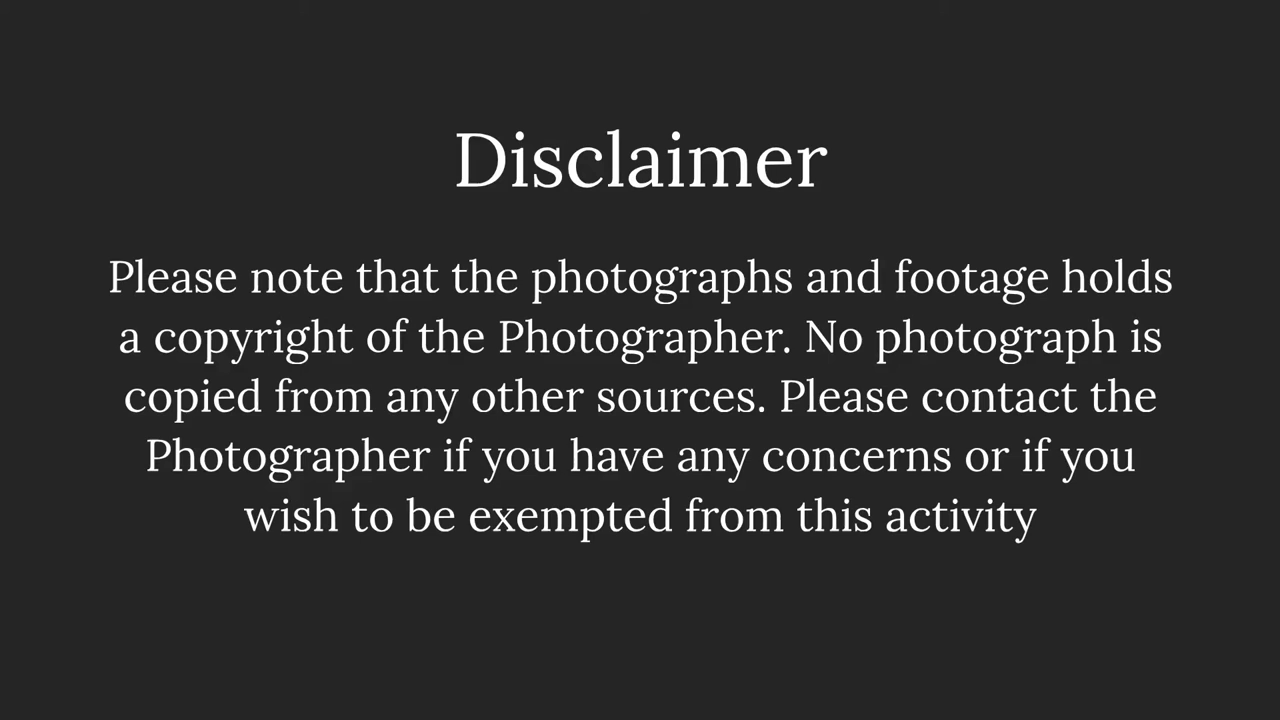 Disclaimer
Please note that the photographs and footage holds
a copyright of the Photographer. No photograph is
copied from any other sources. Please contact the
Photographer if you have any concerns or if you
wish to be exempted from this activity